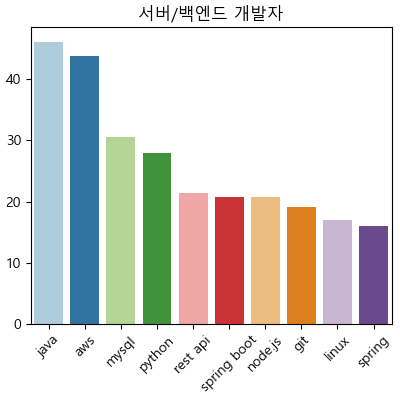 서버/백엔드 개발자
40
30
20
10
0
java
aws
mysql
python
rest api
spring boot
node.js
git
linux
spring